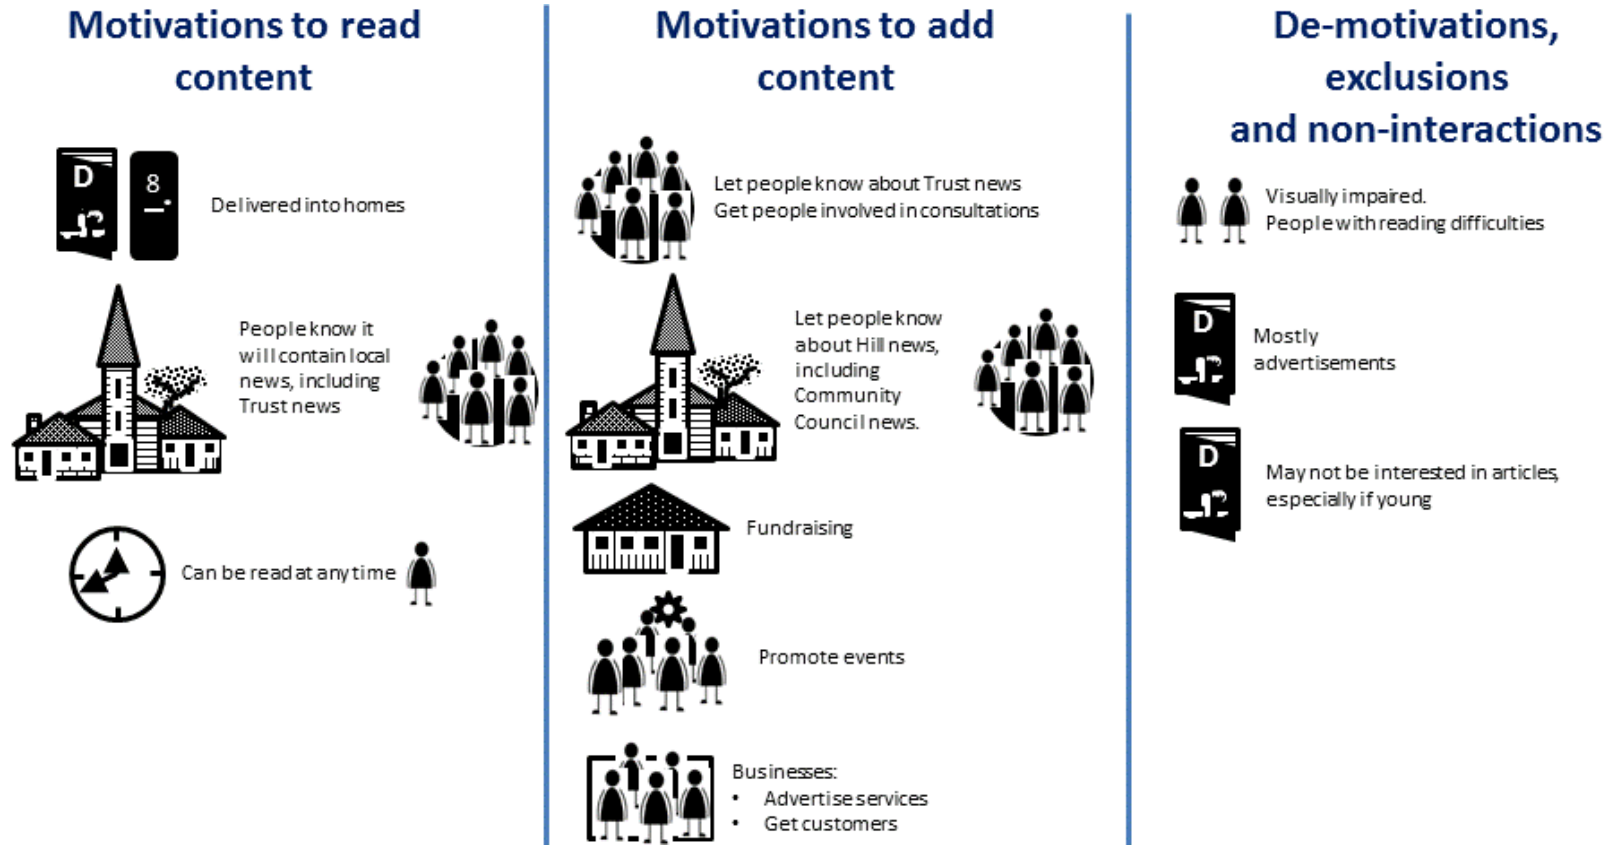 Motivations to read
content
D
8
Delivered into homes
People know it
will contain local
news, including
Trust news
Can be read at any time
Motivations to add
content
Let people know about Trust news
Get people involved in consultations
Let people know
about Hill news,
including
Community
Council news.
Fundraising
Promote events
Businesses:
• Advertise services
• Get customers
De-motivations,
exclusions
and non-interactions
Visually impaired.
People with reading difficulties
D
Mostly
advertisements
D
May not be interested in articles,
especially if young